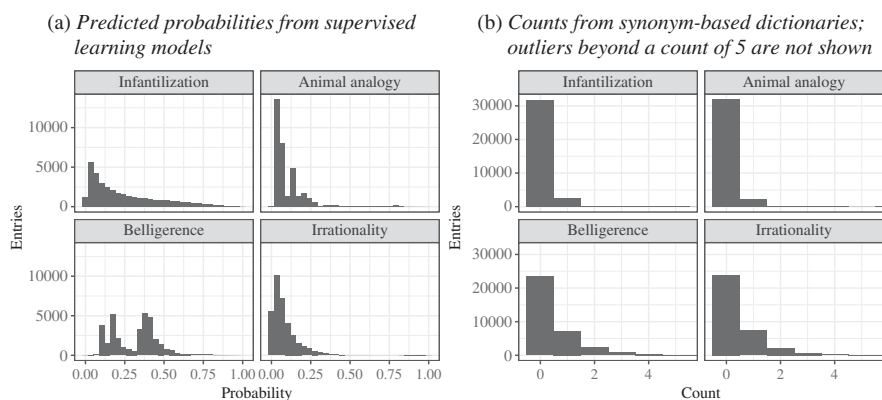 (a) Predicted probabilities from supervised
learning models
Infantilization
Animal analogy
10000
5000
0
Belligerence
Irrationality
10000
5000
0
Entries
0.00 0.25 0.50 0.75 1.00
0.00 0.25 0.50 0.75 1.00
Probability
(b) Counts from synonym-based dictionaries;
outliers beyond a count of 5 are not shown
Infantilization
Animal analogy
30000
20000
10000
0
Belligerence
Irrationality
30000
20000
10000
0
Entries
0 2 4
0 2 4
Count